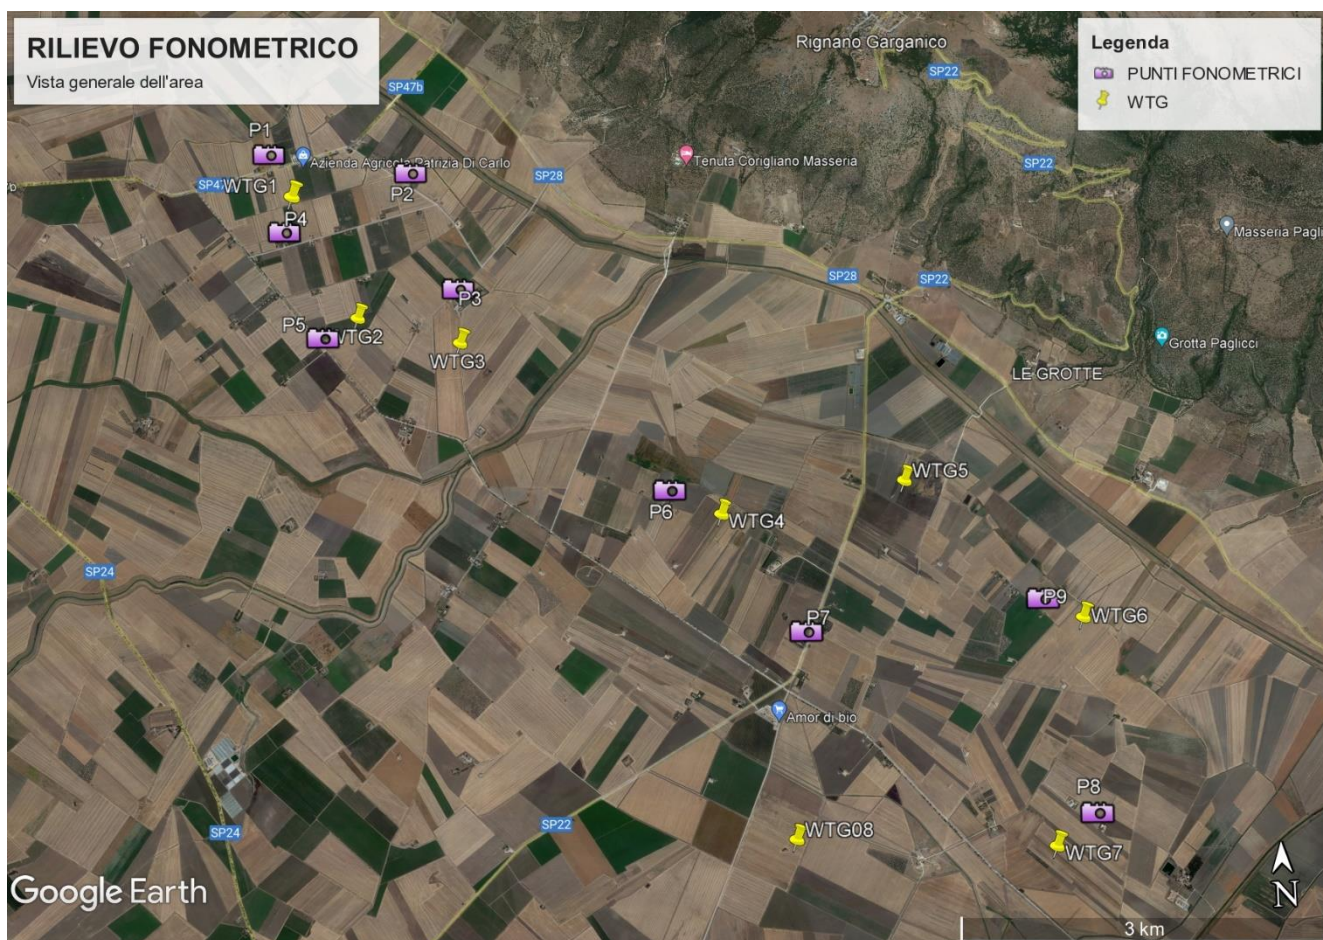 RILIEVO FONOMETRICO
Vista generale dell'area
Legenda
PUNTI FONOMETRICI
WTG
Rignano Garganico
SP22
SP47b
P1
Azienda Agricola Patrizia Di Carlo
P2
SP47
WTG1
P4
Tenuta Corigliano Masseria
SP28
SP22
Masseria Pagli
SP28
SP22
P3
P5
WTG2
WTG3
Grotta Paglicci
LE GROTTE
WTG5
P6
WTG4
SP24
P9
WTG6
P7
Amor di bio
P8
SP22
SP24
WTG08
WTG7
Google Earth
N
3 km